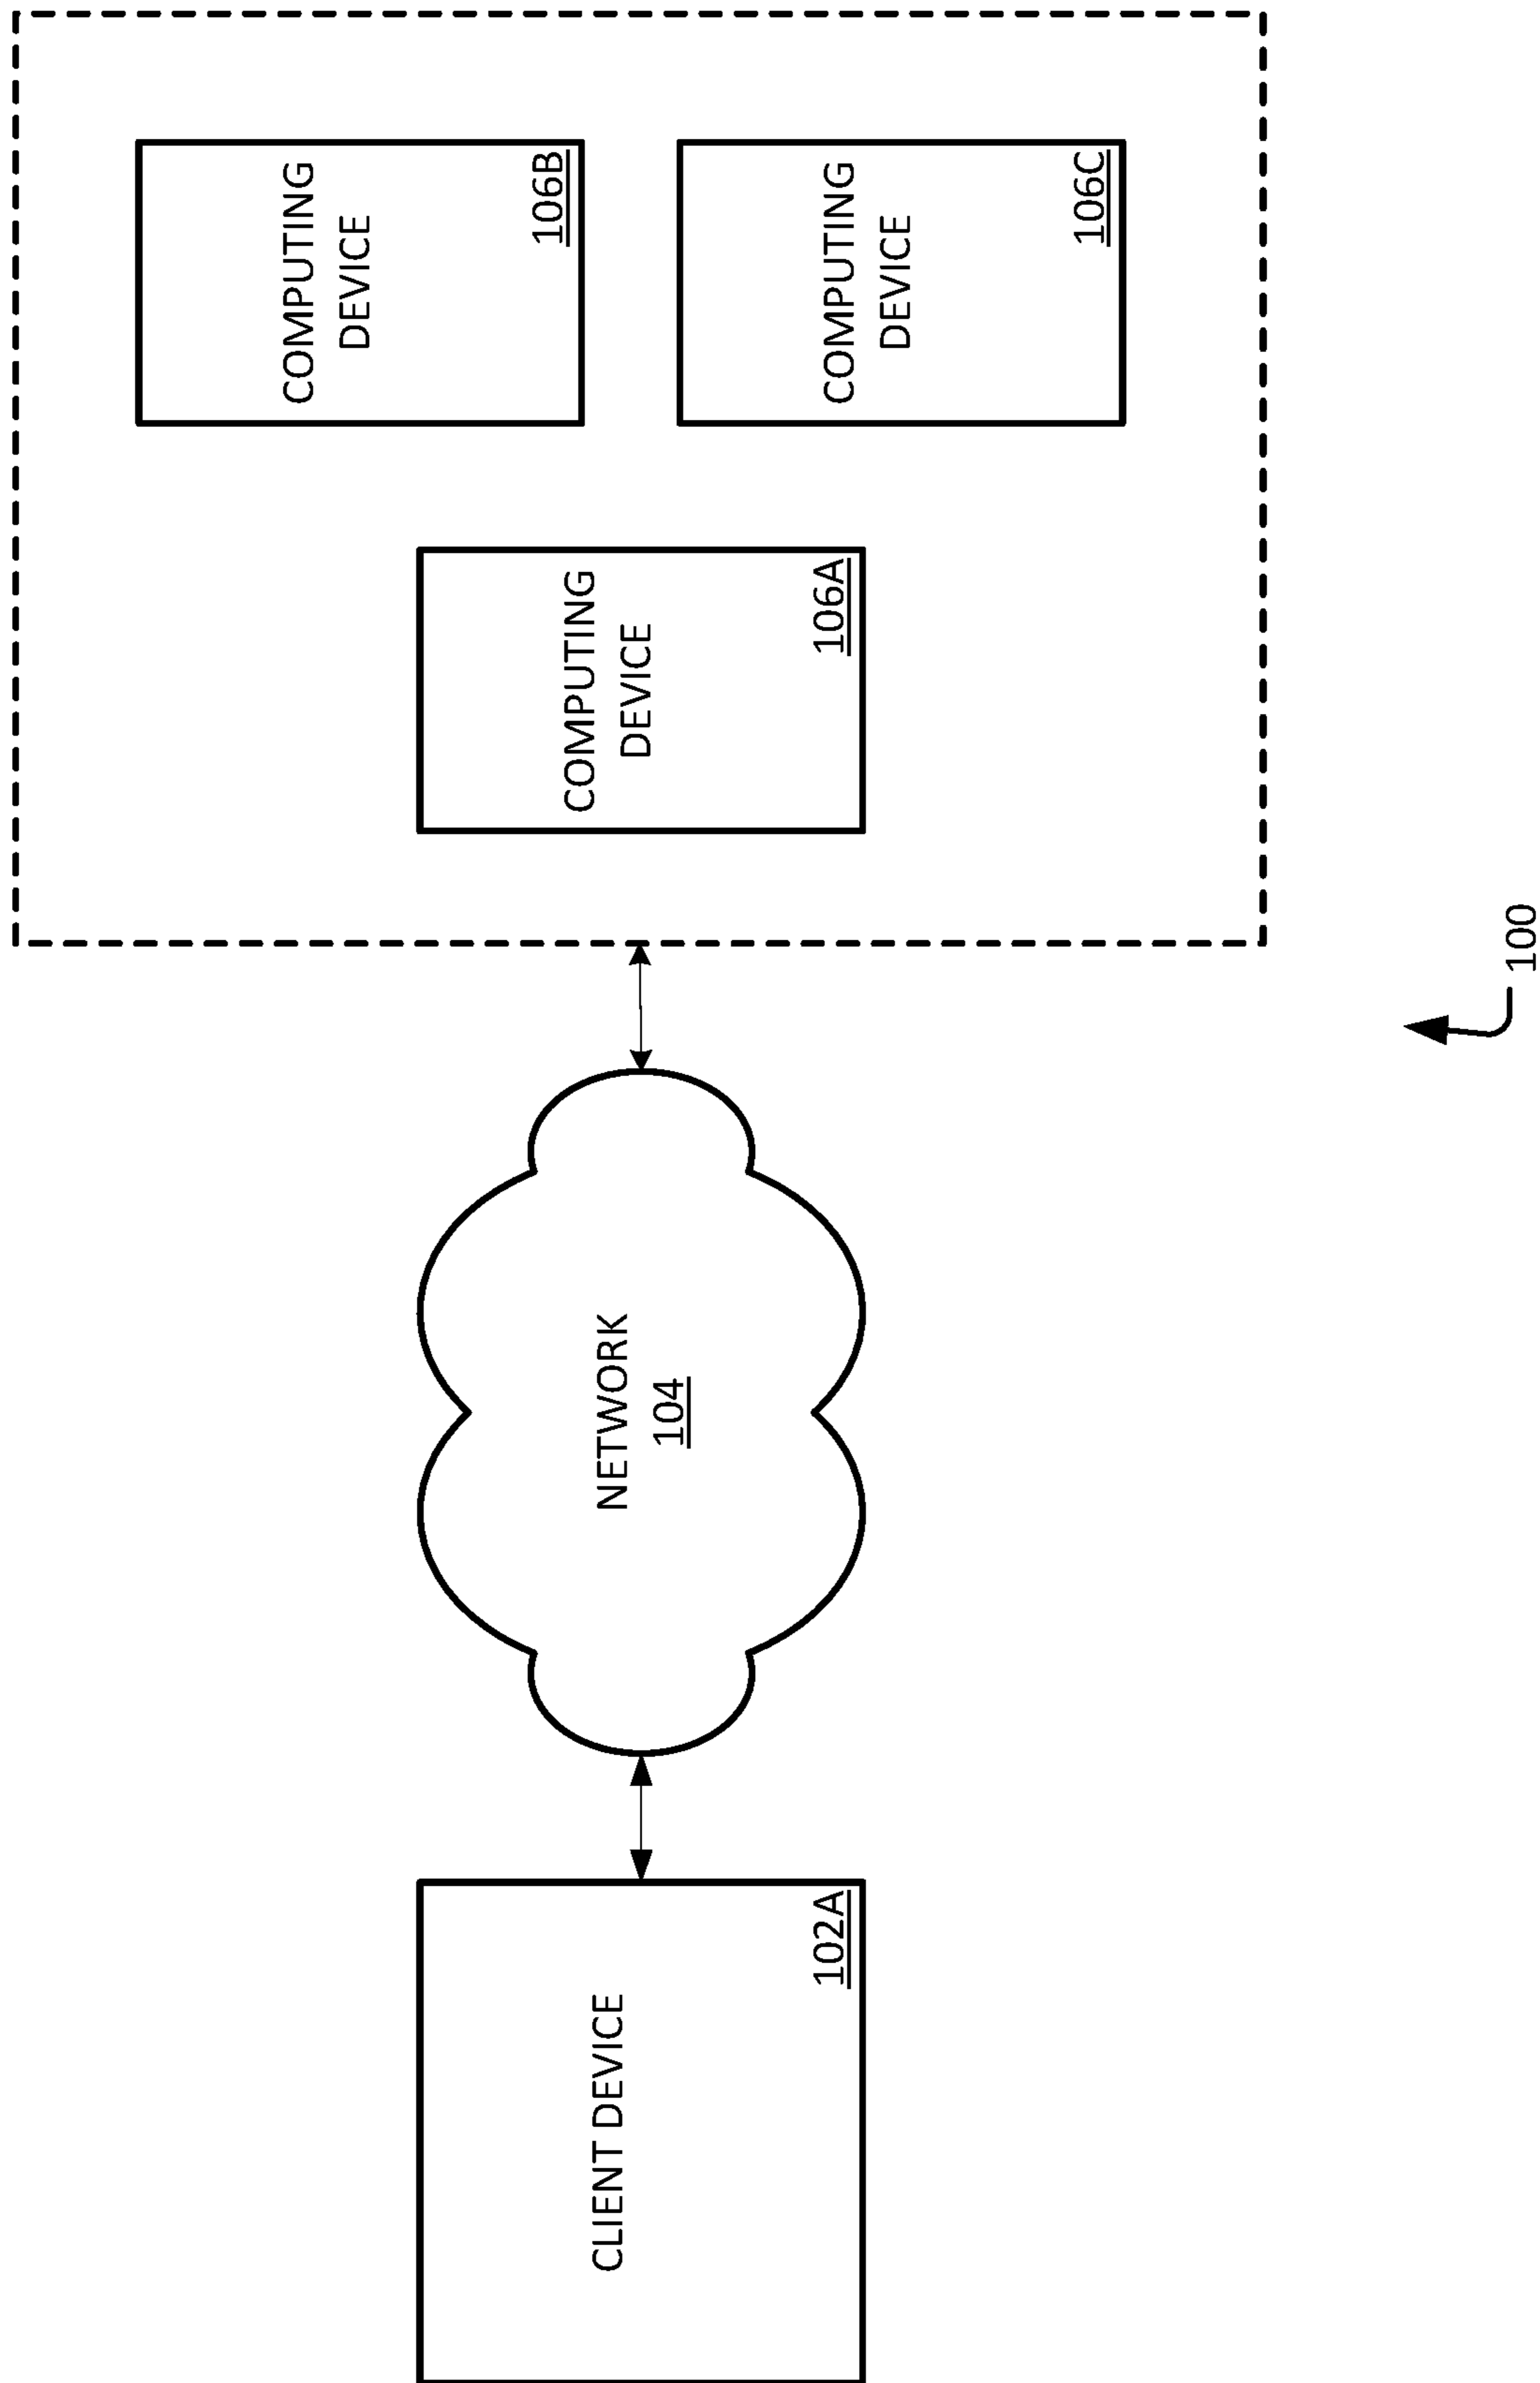 CLIENT DEVICE
102A
NETWORK
104
COMPUTING
DEVICE
106A
COMPUTING
DEVICE
106B
COMPUTING
DEVICE
106C
100